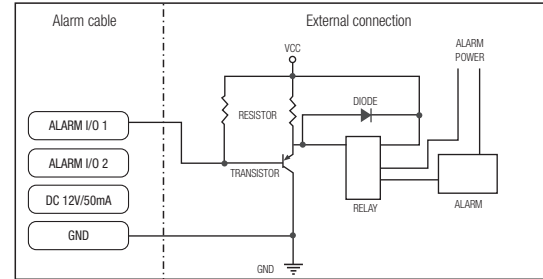 Alarm cable
External connection
VCC
ALARM
POWER
DIODE
RESISTOR
ALARM I/O 1
ALARM I/O 2
TRANSISTOR
DC 12V/50mA
RELAY
ALARM
GND
GND